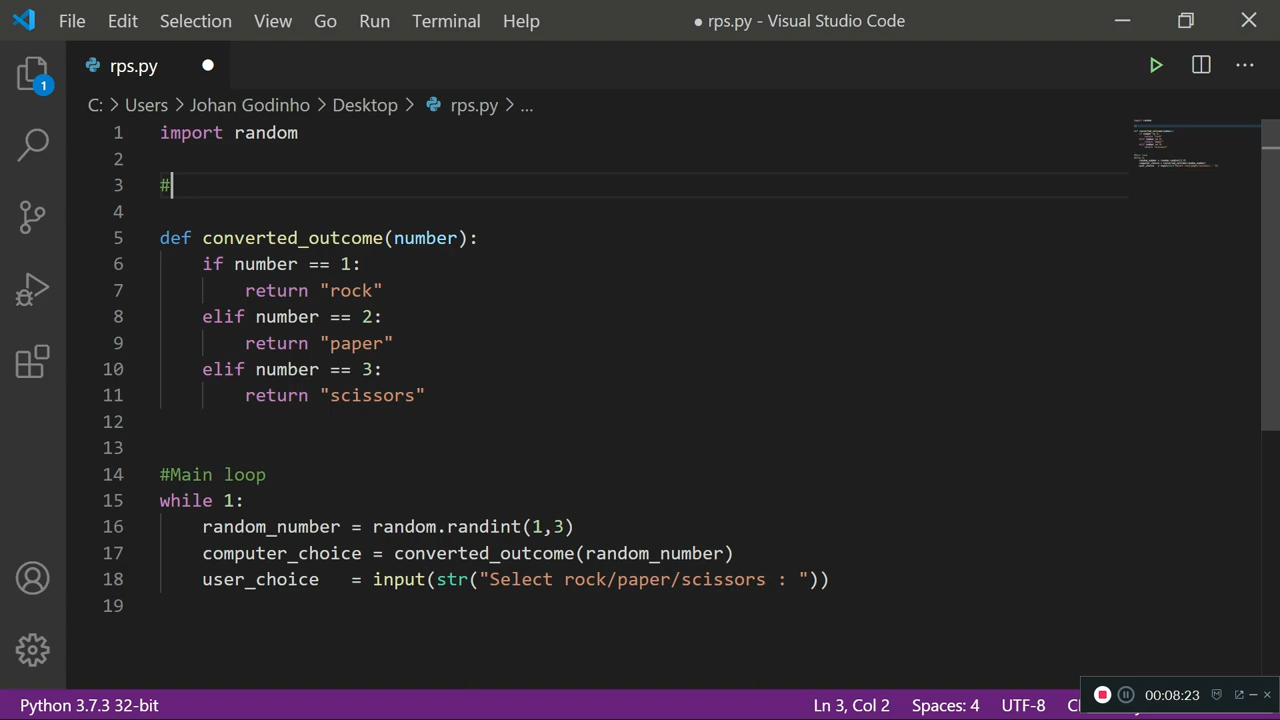 File Edit Selection View Go Run Terminal Help ● rps.py - Visual Studio Code
rps.py
C: > Users > Johan Godinho > Desktop > rps.py > ...
1 import random
2
3 #
4
5 def converted_outcome(number):
6 if number == 1:
7 return "rock"
8 elif number == 2:
9 return "paper"
10 elif number == 3:
11 return "scissors"
12
13
14 #Main loop
15 while 1:
16 random_number = random.randint(1,3)
17 computer_choice = converted_outcome(random_number)
18 user_choice   = input(str("Select rock/paper/scissors : "))
19
1
Python 3.7.3 32-bit Ln 3, Col 2 Spaces: 4 UTF-8
00:08:23